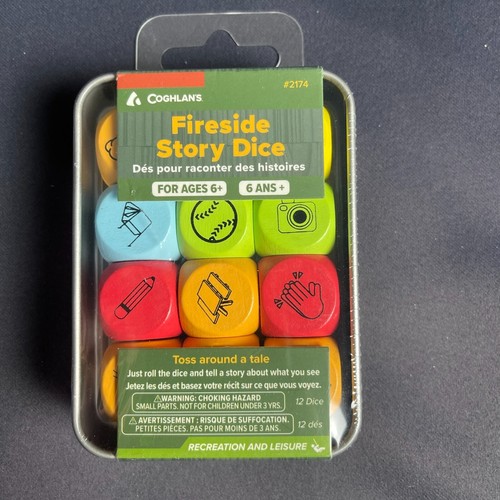 #2174
COGHLAN'S
Fireside
Story Dice
Dés pour raconter des histoires
FOR AGES 6+ 6 ANS +
Toss around a tale
Just roll the dice and tell a story about what you see
Jetez les dés et basez votre récit sur ce que vous voyez.
⚠WARNING: CHOKING HAZARD
SMALL PARTS. NOT FOR CHILDREN UNDER 3 YRS.
12 Dice
⚠ AVERTISSEMENT : RISQUE DE SUFFOCATION.
PETITES PIÈCES. PAS POUR MOINS DE 3 ANS.
12 dés
RECREATION AND LEISURE